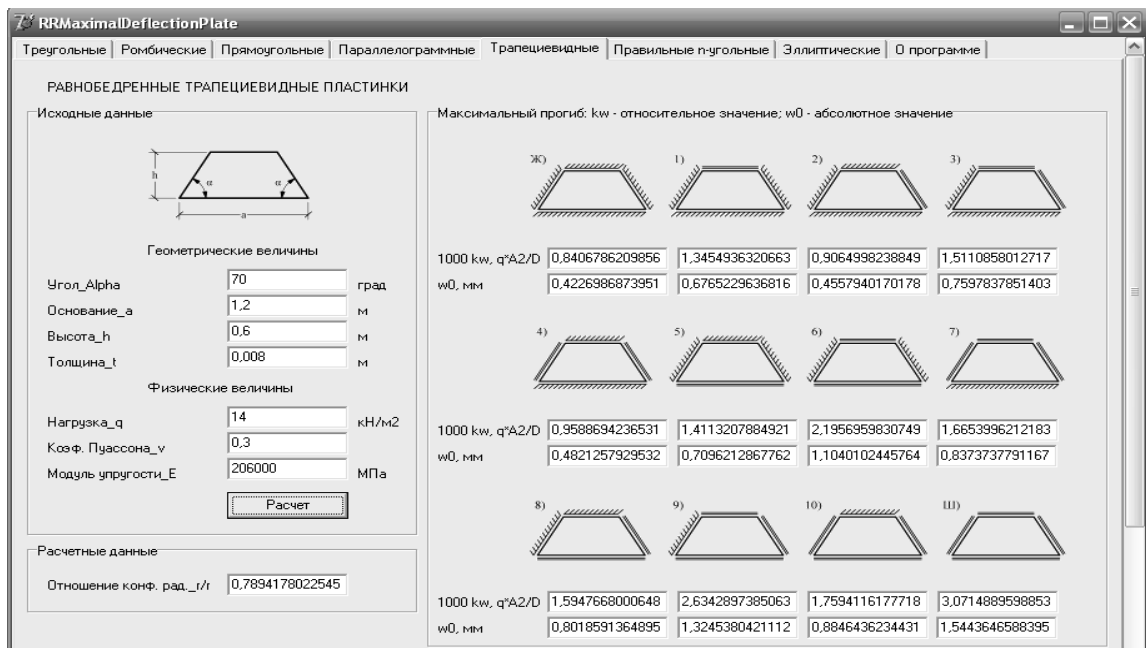 RRMaximalDeflectionPlate
Треугольные Ромбические Прямоугольные Параллелограммные Трапециевидные Правильные n-угольные Эллиптические О программе
РАВНОБЕДРЕННЫЕ ТРАПЕЦИЕВИДНЫЕ ПЛАСТИНКИ
Исходные данные
h
α α
a
Геометрические величины
Угол_Alpha 70 град
Основание_a 1,2 м
Высота_h 0,6 м
Толщина_t 0,008 м
Физические величины
Нагрузка_q 14 кН/м2
Коэф. Пуассона_v 0,3
Модуль упругости_E 206000 МПа
Расчет
Расчетные данные
Отношение конф. рад._r/r 0,7894178022545
Максимальный прогиб: kw - относительное значение; w0 - абсолютное значение
Ж) 1) 2) 3)
1000 kw, q*A2/D 0,8406786209856 1,3454936320663 0,9064998238849 1,5110858012717
w0, мм 0,4226986873951 0,6765229636816 0,4557940170178 0,7597837851403
4) 5) 6) 7)
1000 kw, q*A2/D 0,9588694236531 1,4113207884921 2,1956959830749 1,6653996212183
w0, мм 0,4821257929532 0,7096212867762 1,1040102445764 0,8373737791167
8) 9) 10) Ш)
1000 kw, q*A2/D 1,5947668000648 2,6342897385063 1,7594116177718 3,0714889598853
w0, мм 0,8018591364895 1,3245380421112 0,8846436234431 1,5443646588395